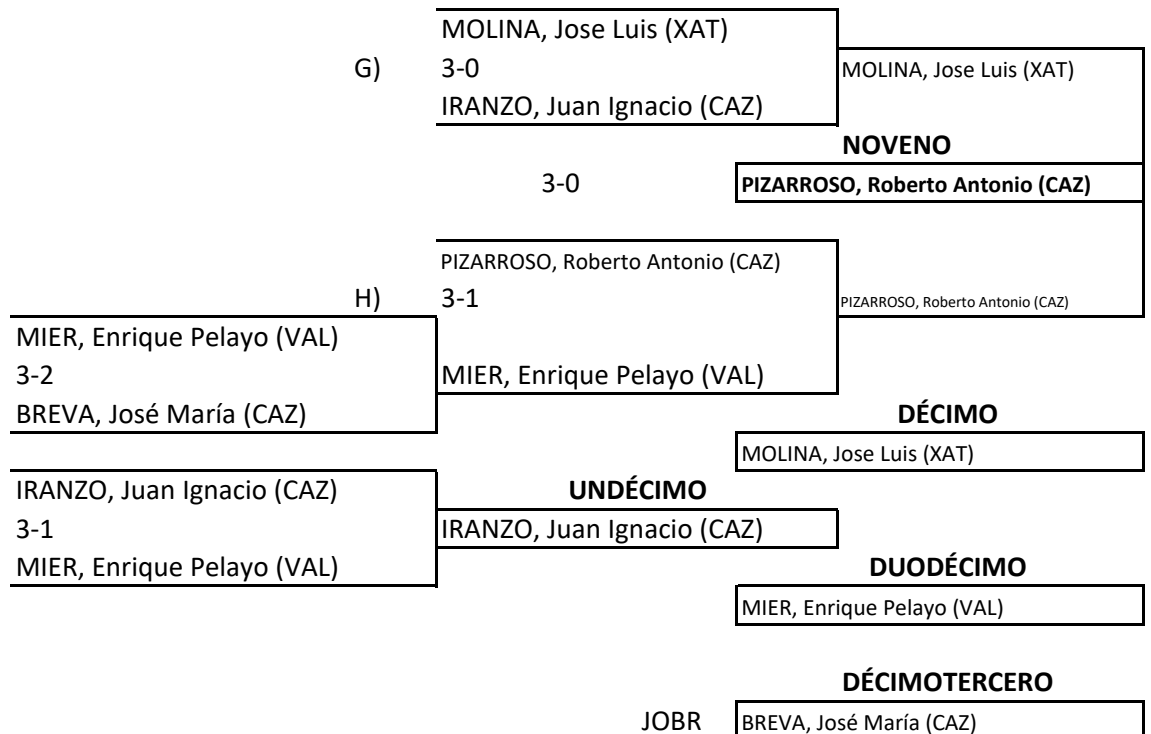 MOLINA, Jose Luis (XAT)
G) 3-0 MOLINA, Jose Luis (XAT)
IRANZO, Juan Ignacio (CAZ)
NOVENO
3-0 PIZARROSO, Roberto Antonio (CAZ)
PIZARROSO, Roberto Antonio (CAZ)
H) 3-1 PIZARROSO, Roberto Antonio (CAZ)
MIER, Enrique Pelayo (VAL)
3-2 MIER, Enrique Pelayo (VAL)
BREVA, José María (CAZ) DÉCIMO
MOLINA, Jose Luis (XAT)
IRANZO, Juan Ignacio (CAZ) UNDÉCIMO
3-1 IRANZO, Juan Ignacio (CAZ)
MIER, Enrique Pelayo (VAL) DUODÉCIMO
MIER, Enrique Pelayo (VAL)
DÉCIMOTERCERO
JOBR BREVA, José María (CAZ)